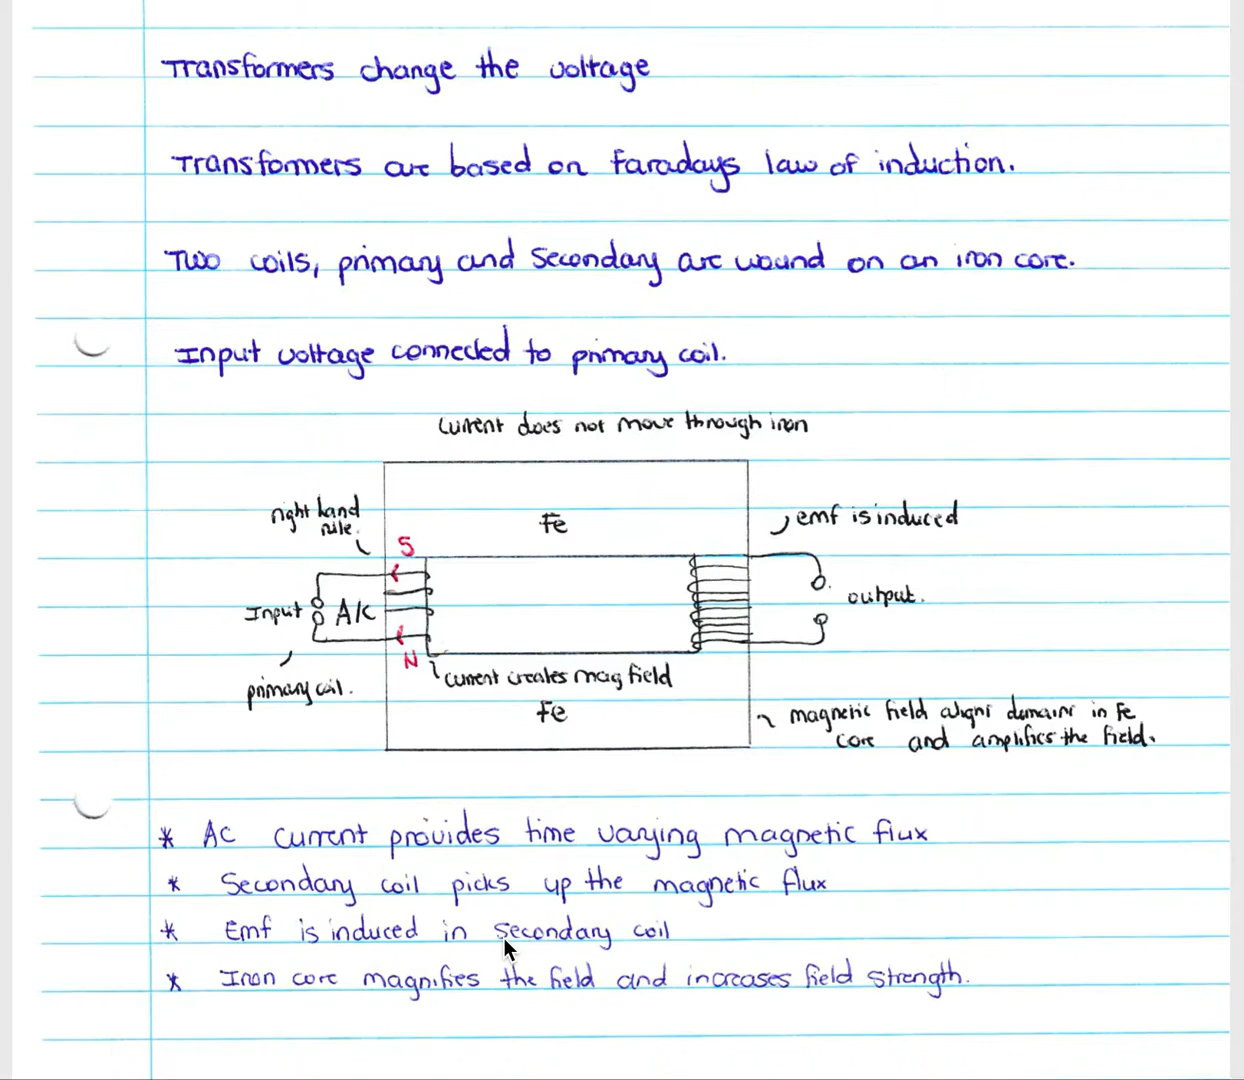 Transformers change the voltage
Transformers are based on Faradays law of induction.
Two coils, primary and secondary are wound on an iron core.
Input voltage connected to primary coil.
current does not move through iron
right hand
rule.
Fe
emf is induced
S
Input
A/C
output.
N
primary coil.
current creates mag field
Fe
magnetic field aligns domains in Fe
core and amplifies the field.
* AC current provides time varying magnetic flux
* Secondary coil picks up the magnetic flux
* Emf is induced in secondary coil
* Iron core magnifies the field and increases field strength.